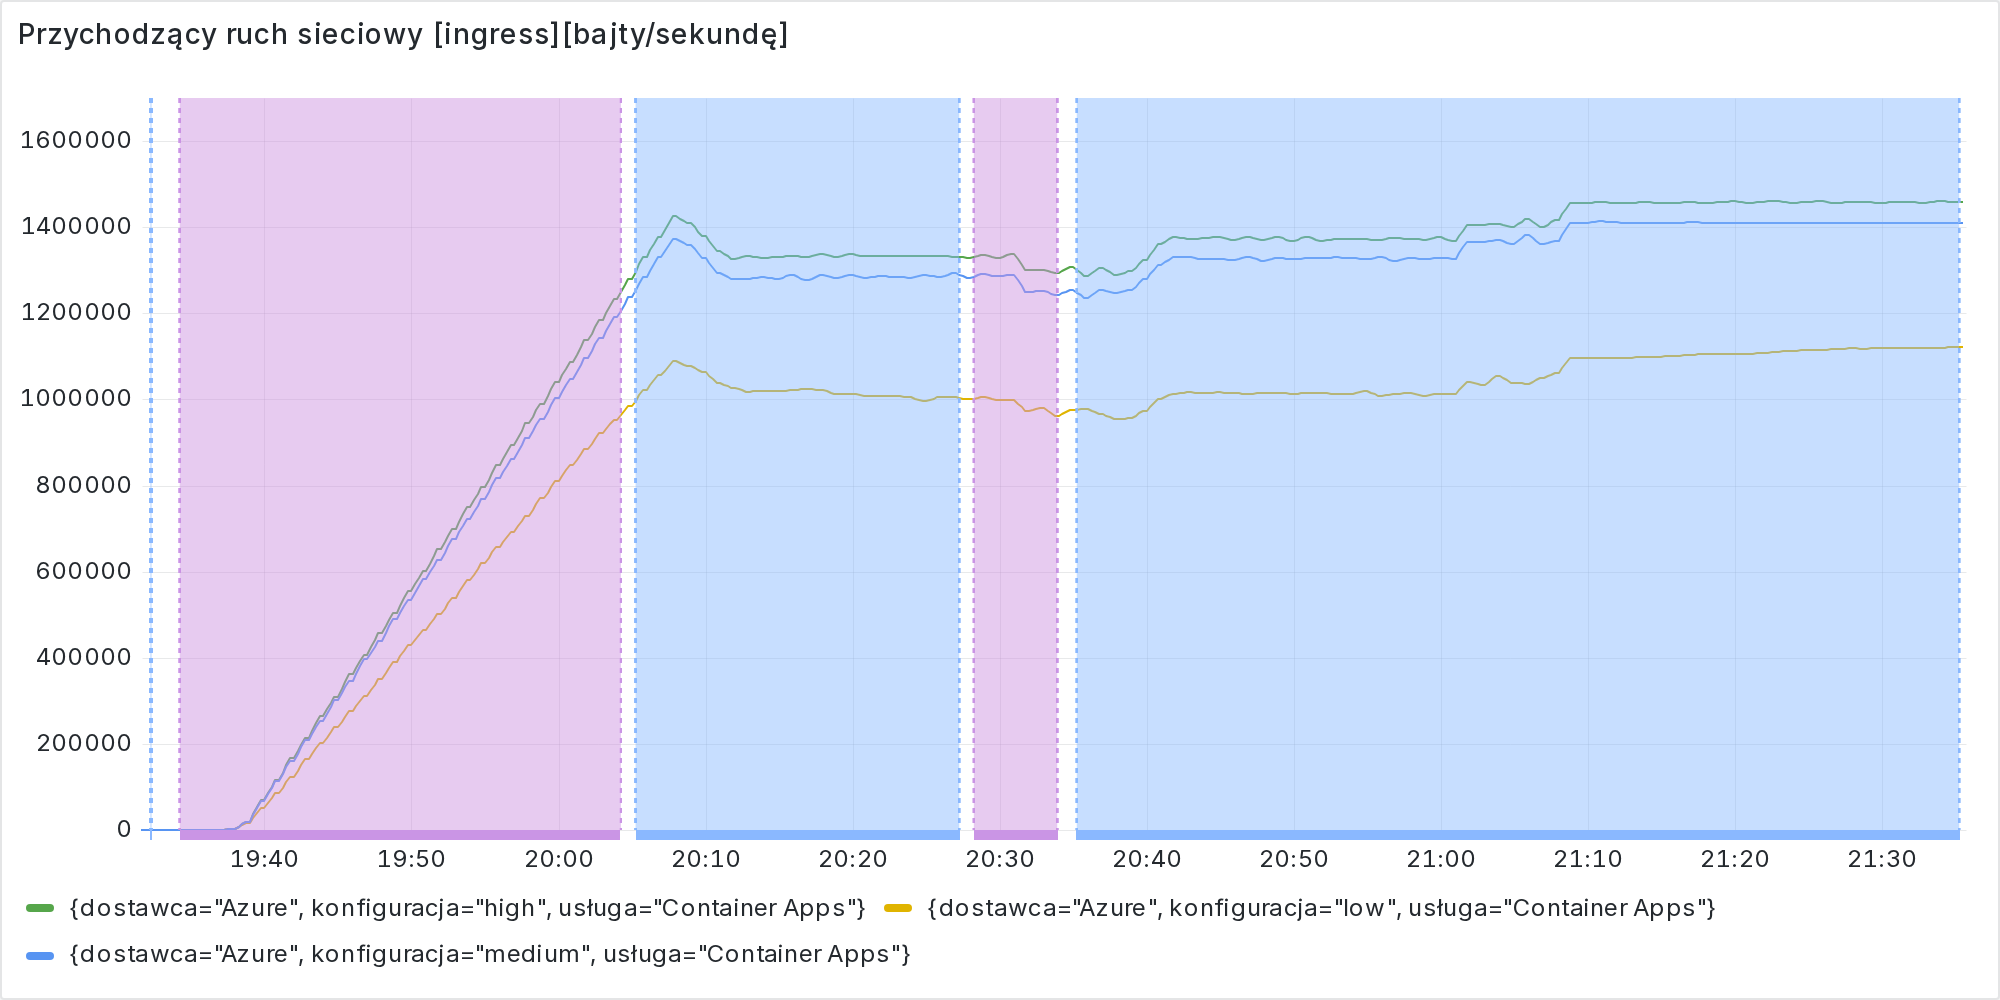 Przychodzący ruch sieciowy [ingress][bajty/sekundę]
1600000
1400000
1200000
1000000
800000
600000
400000
200000
0
19:40 19:50 20:00 20:10 20:20 20:30 20:40 20:50 21:00 21:10 21:20 21:30
{dostawca="Azure", konfiguracja="high", usługa="Container Apps"} {dostawca="Azure", konfiguracja="low", usługa="Container Apps"}
{dostawca="Azure", konfiguracja="medium", usługa="Container Apps"}